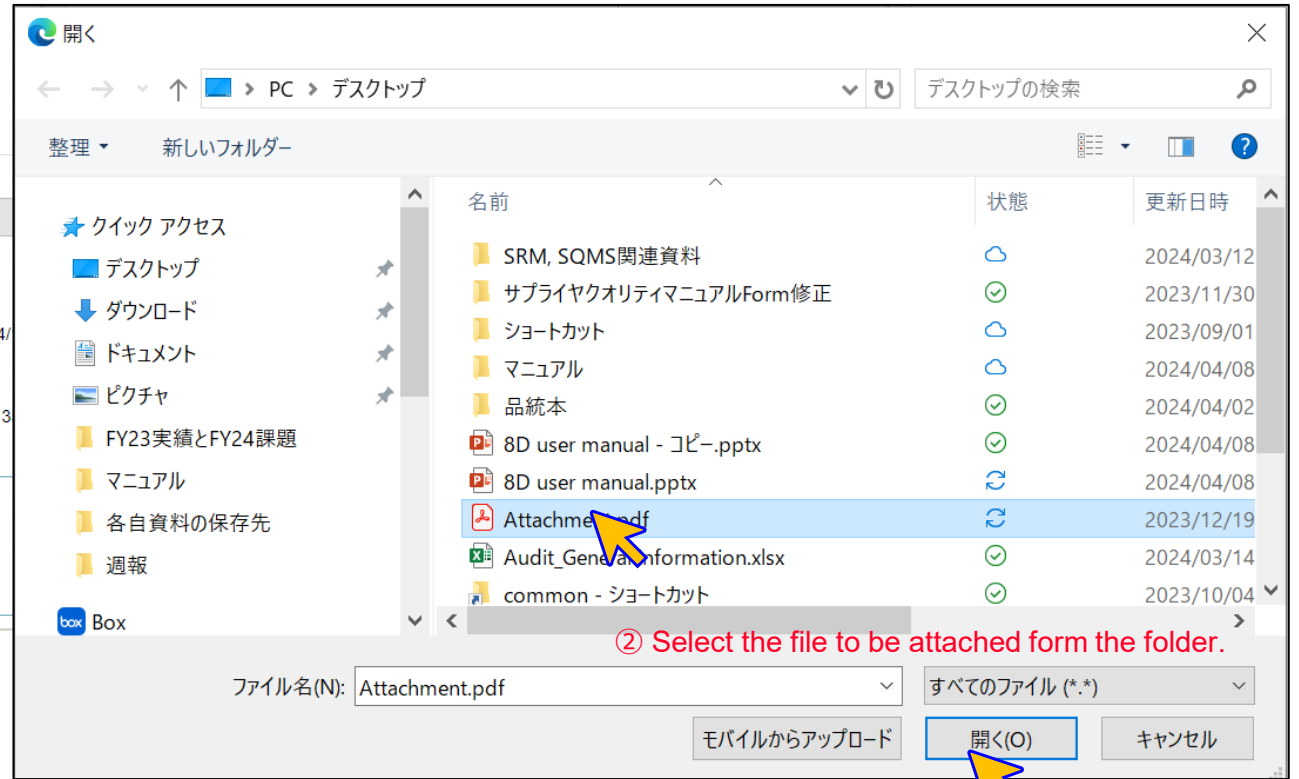 開く
PC > デスクトップ
デスクトップの検索
整理
新しいフォルダー
?
名前 状態 更新日時
クイック アクセス
デスクトップ
ダウンロード
ドキュメント
ピクチャ
FY23実績とFY24課題
マニュアル
各自資料の保存先
週報
box Box
4/
3
SRM, SQMS関連資料 2024/03/12
サプライヤクオリティマニュアルForm修正 2023/11/30
ショートカット 2023/09/01
マニュアル 2024/04/08
品統本 2024/04/02
8D user manual - コピー.pptx 2024/04/08
8D user manual.pptx 2024/04/08
Attachment.pdf 2023/12/19
Audit_General information.xlsx 2024/03/14
common - ショートカット 2023/10/04
② Select the file to be attached form the folder.
ファイル名(N): Attachment.pdf すべてのファイル (*.*)
モバイルからアップロード 開く(O) キャンセル